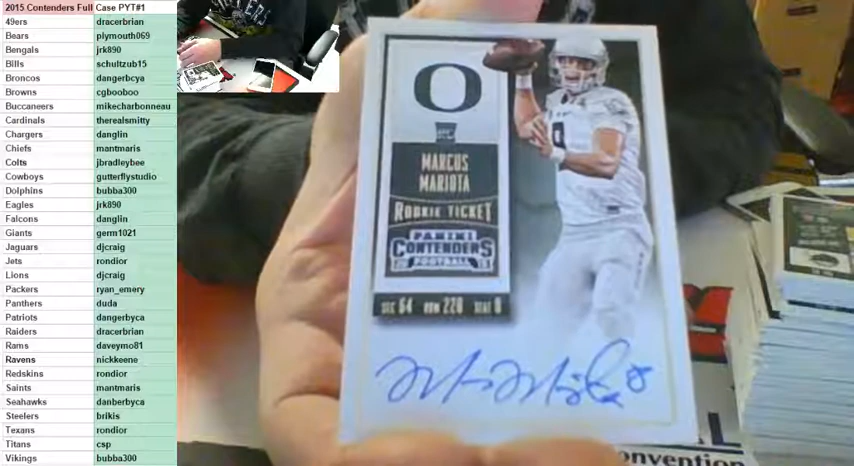 2015 Contenders Full Case PYT#1
49ers dracerbrian
Bears plymouth069
Bengals jrk890
Bills schultzub15
Broncos dangerbcya
Browns cgbooboo
Buccaneers mikecharbonneau
Cardinals therealsmitty
Chargers danglin
Chiefs mantmaris
Colts jbradleybee
Cowboys gutterflystudio
Dolphins bubba300
Eagles jrk890
Falcons danglin
Giants germ1021
Jaguars djcraig
Jets rondior
Lions djcraig
Packers ryan_emery
Panthers duda
Patriots dangerbyca
Raiders dracerbrian
Rams daveymo81
Ravens nickkeene
Redskins rondior
Saints mantmaris
Seahawks danberbyca
Steelers brikis
Texans rondior
Titans csp
Vikings bubba300
O
MARCUS
MARIOTA
ROOKIE TICKET
PANINI
CONTENDERS
FOOTBALL
SEC 64 ROW 220 SEAT 8
onvention